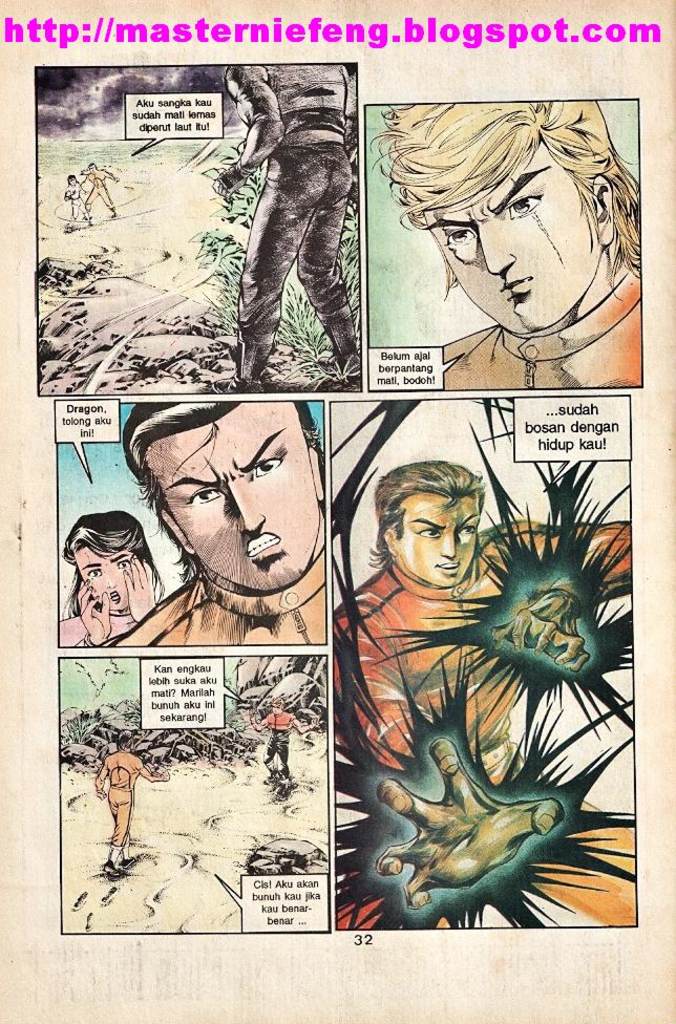 http://masterniefeng.blogspot.com
Aku sangka kau
sudah mati lemas
diperut laut itu!
Belum ajal
berpantang
mati, bodoh!
Dragon,
tolong aku
ini!
Kan engkau
lebih suka aku
mati? Marilah
bunuh aku ini
sekarang!
Cis! Aku akan
bunuh kau jika
kau benar-
benar ...
...sudah
bosan dengan
hidup kau!
32